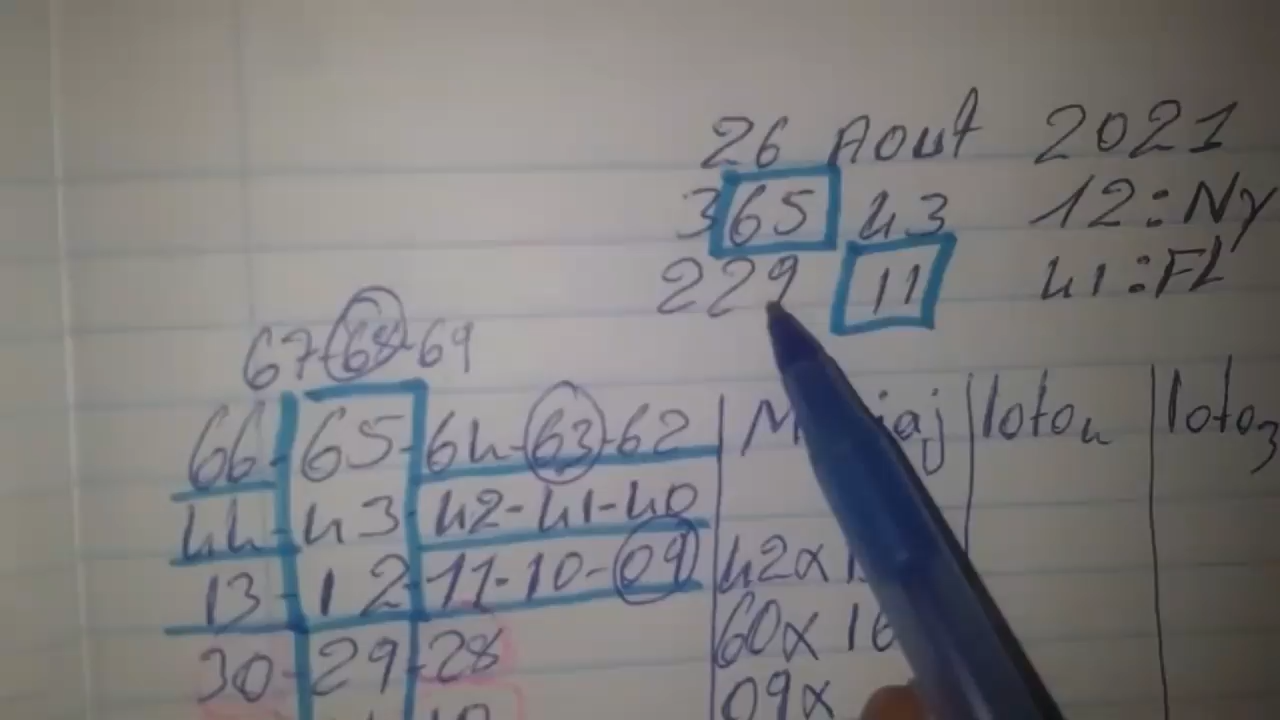 26 Aout 2021
365 43 12:NY
229 11 41:FL
67-68-69
66-65-64-63-62
44-43-42-41-40
13-12-11-10-09
30-29-28
loto4 loto3
42x
60x16
09x